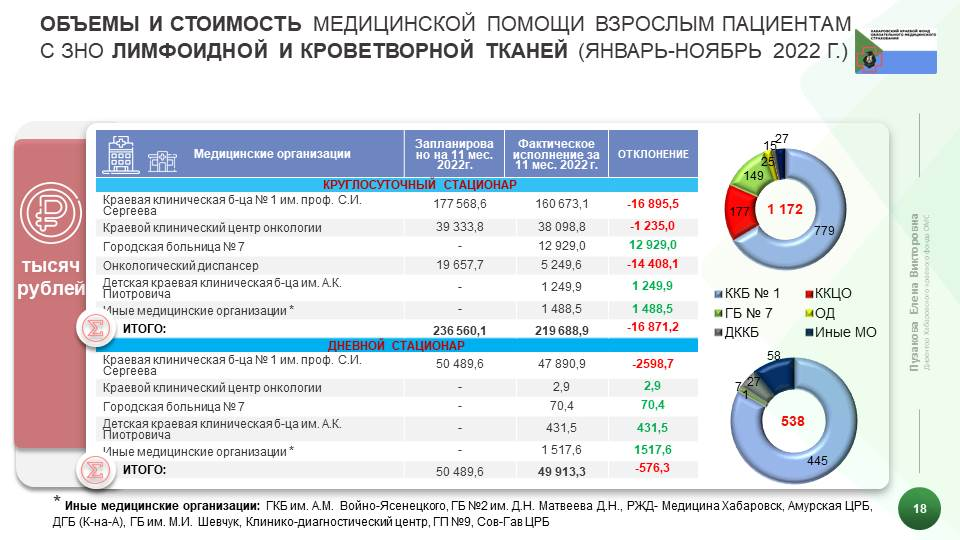 ОБЪЕМЫ И СТОИМОСТЬ МЕДИЦИНСКОЙ ПОМОЩИ ВЗРОСЛЫМ ПАЦИЕНТАМ
С ЗНО ЛИМФОИДНОЙ И КРОВЕТВОРНОЙ ТКАНЕЙ (ЯНВАРЬ-НОЯБРЬ 2022 Г.)
ХАБАРОВСКИЙ КРАЕВОЙ ФОНД
ОБЯЗАТЕЛЬНОГО МЕДИЦИНСКОГО
СТРАХОВАНИЯ
тысяч
рублей
Медицинские организации
Запланирова
но на 11 мес.
2022г.
Фактическое
исполнение за
11 мес. 2022 г.
ОТКЛОНЕНИЕ
КРУГЛОСУТОЧНЫЙ СТАЦИОНАР
Краевая клиническая б-ца № 1 им. проф. С.И.
Сергеева
177 568,6
160 673,1
-16 895,5
Краевой клинический центр онкологии
39 333,8
38 098,8
-1 235,0
Городская больница № 7
-
12 929,0
12 929,0
Онкологический диспансер
19 657,7
5 249,6
-14 408,1
Детская краевая клиническая б-ца им. А.К.
Пиотровича
-
1 249,9
1 249,9
Иные медицинские организации *
-
1 488,5
1 488,5
Σ ИТОГО:
236 560,1
219 688,9
-16 871,2
ДНЕВНОЙ СТАЦИОНАР
Краевая клиническая б-ца № 1 им. проф. С.И.
Сергеева
50 489,6
47 890,9
-2598,7
Краевой клинический центр онкологии
-
2,9
2,9
Городская больница № 7
-
70,4
70,4
Детская краевая клиническая б-ца им. А.К.
Пиотровича
-
431,5
431,5
Иные медицинские организации *
-
1 517,6
1517,6
Σ ИТОГО:
50 489,6
49 913,3
-576,3
27
15
25
149
177
1 172
779
ККБ № 1
ККЦО
ГБ № 7
ОД
ДККБ
Иные МО
58
27
7
1
538
445
Пузакова Елена Викторовна
Директор Хабаровского краевого фонда ОМС
* Иные медицинские организации: ГКБ им. А.М. Войно-Ясенецкого, ГБ №2 им. Д.Н. Матвеева Д.Н., РЖД- Медицина Хабаровск, Амурская ЦРБ,
ДГБ (К-на-А), ГБ им. М.И. Шевчук, Клинико-диагностический центр, ГП №9, Сов-Гав ЦРБ
18